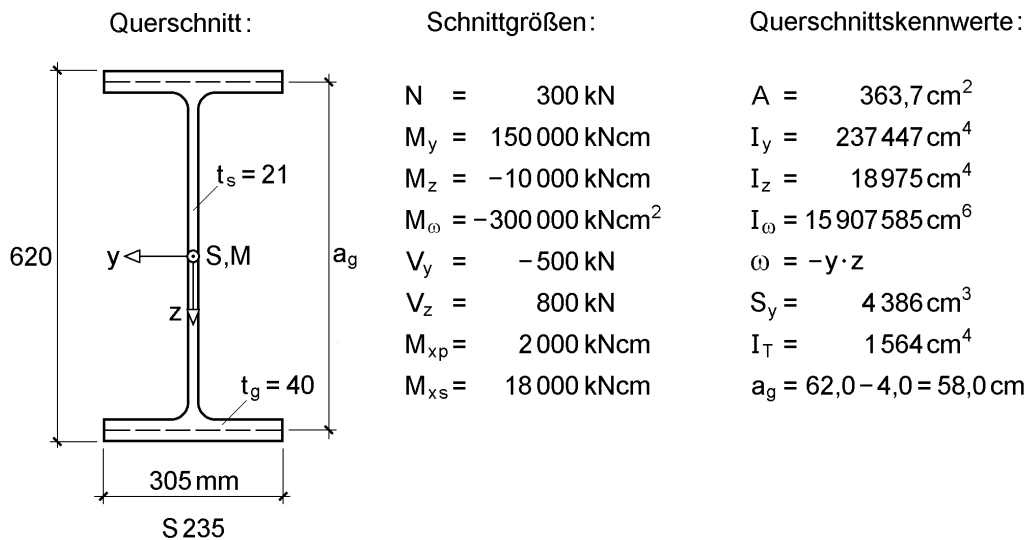 Querschnitt:
620
y
S,M
z
t_s = 21
t_g = 40
a_g
305 mm
S 235
Schnittgrößen:
N = 300 kN
M_y = 150 000 kNcm
M_z = −10 000 kNcm
M_ω = −300 000 kNcm²
V_y = −500 kN
V_z = 800 kN
M_xp = 2 000 kNcm
M_xs = 18 000 kNcm
Querschnittskennwerte:
A = 363,7 cm²
I_y = 237 447 cm⁴
I_z = 18 975 cm⁴
I_ω = 15 907 585 cm⁶
ω = −y·z
S_y = 4 386 cm³
I_T = 1 564 cm⁴
a_g = 62,0 − 4,0 = 58,0 cm